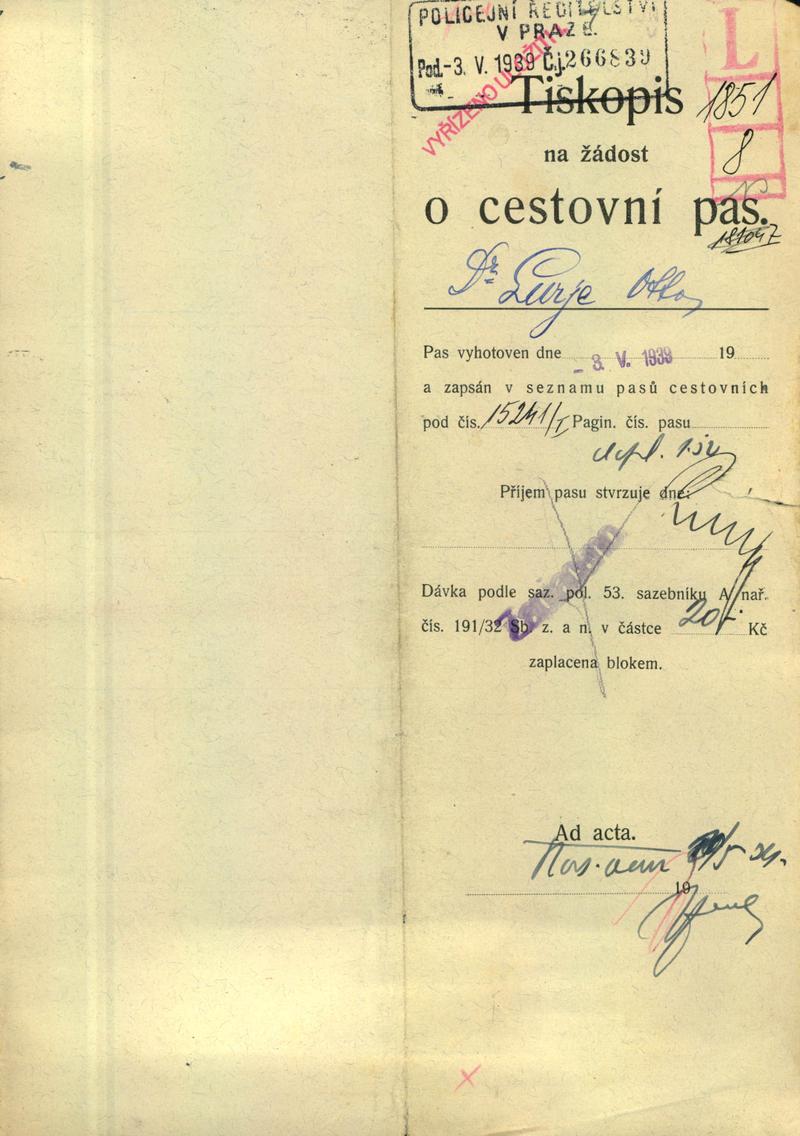 POLICEJNÍ ŘEDITELSTVÍ
V PRAZE.
Pod. -3. V. 1939 Č.j. 266839
L
VYŘÍZENO
Tiskopis
1851
na žádost
8
o cestovní pas.
Dr Lurje Otto
Pas vyhotoven dne - 3. V. 1939 19
a zapsán v seznamu pasů cestovních
pod čís. 15241/I Pagin. čís. pasu
Příjem pasu stvrzuje dne:
Dávka podle saz. pol. 53. sazebníku A nař.
čís. 191/32 Sb. z. a n. v částce 20 Kč
zaplacena blokem.
Ad acta.
19